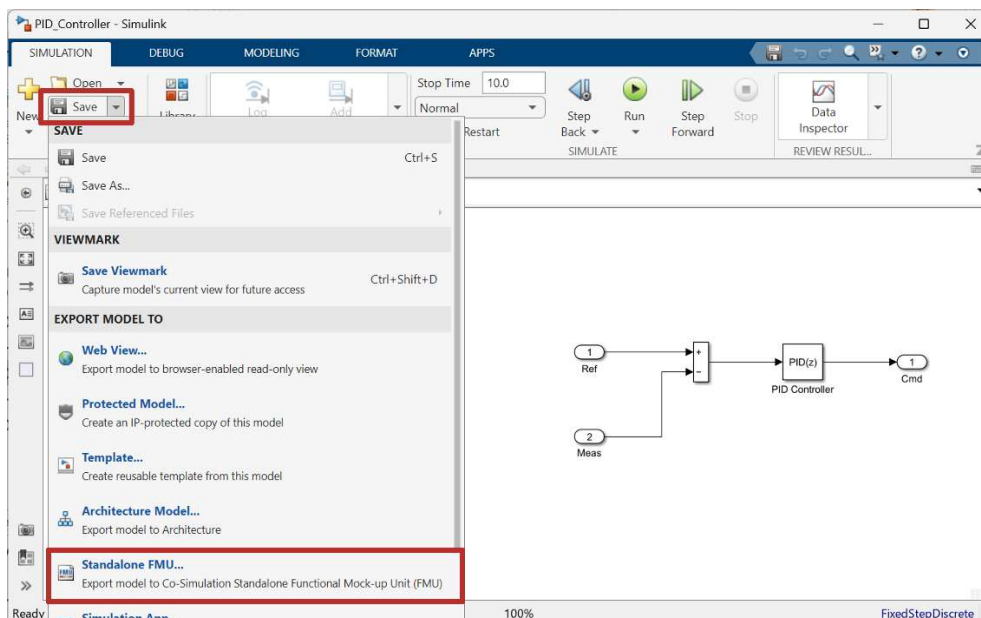 PID_Controller - Simulink
SIMULATION DEBUG MODELING FORMAT APPS
Open
Save
New
Library
Log
Add
Stop Time 10.0
Normal
Restart
Step
Back
Run
Step
Forward
Stop
SIMULATE
Data
Inspector
REVIEW RESUL...
SAVE
Save Ctrl+S
Save As...
Save Referenced Files
VIEWMARK
Save Viewmark
Capture model's current view for future access Ctrl+Shift+D
EXPORT MODEL TO
Web View...
Export model to browser-enabled read-only view
Protected Model...
Create an IP-protected copy of this model
Template...
Create reusable template from this model
Architecture Model...
Export model to Architecture
Standalone FMU...
Export model to Co-Simulation Standalone Functional Mock-up Unit (FMU)
Simulation App
1
Ref
2
Meas
+
−
PID(z)
PID Controller
1
Cmd
Ready 100% FixedStepDiscrete